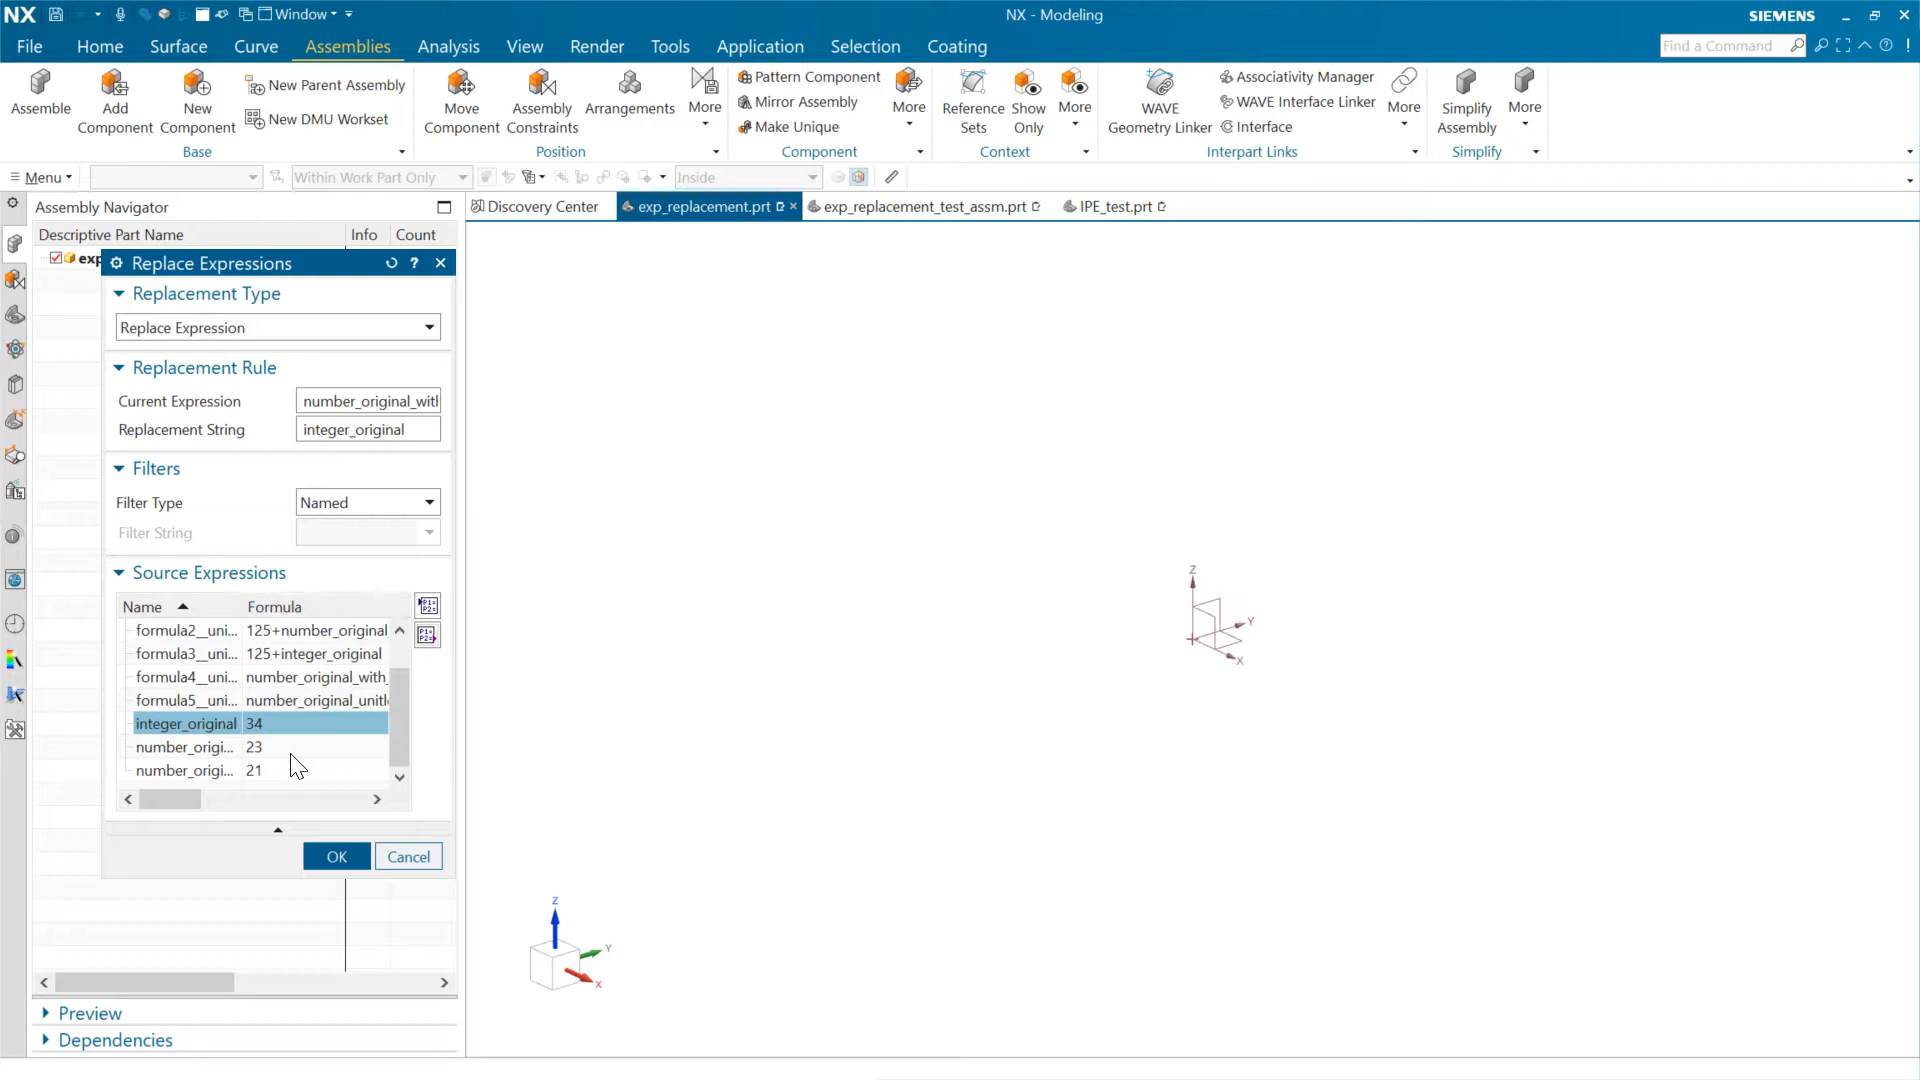 NX
Window
NX - Modeling
SIEMENS
File
Home
Surface
Curve
Assemblies
Analysis
View
Render
Tools
Application
Selection
Coating
Find a Command
Assemble
Add
Component
New
Component
New Parent Assembly
New DMU Workset
Base
Move
Component
Assembly
Constraints
Arrangements
More
Position
Pattern Component
Mirror Assembly
Make Unique
More
Component
Reference
Sets
Show
Only
More
Context
WAVE
Geometry Linker
Associativity Manager
WAVE Interface Linker
Interface
More
Interpart Links
Simplify
Assembly
More
Simplify
Menu
Within Work Part Only
Inside
Assembly Navigator
Discovery Center
exp_replacement.prt
exp_replacement_test_assm.prt
IPE_test.prt
Descriptive Part Name
Info
Count
exp
Replace Expressions
Replacement Type
Replace Expression
Replacement Rule
Current Expression
number_original_witl
Replacement String
integer_original
Filters
Filter Type
Named
Filter String
Source Expressions
Name
Formula
formula2__uni... 125+number_original
formula3__uni... 125+integer_original
formula4__uni... number_original_with_
formula5__uni... number_original_unitl
integer_original 34
number_origi... 23
number_origi... 21
P1=
P2=
P1=
P2=
OK
Cancel
Preview
Dependencies
Z
Y
X
Z
Y
X